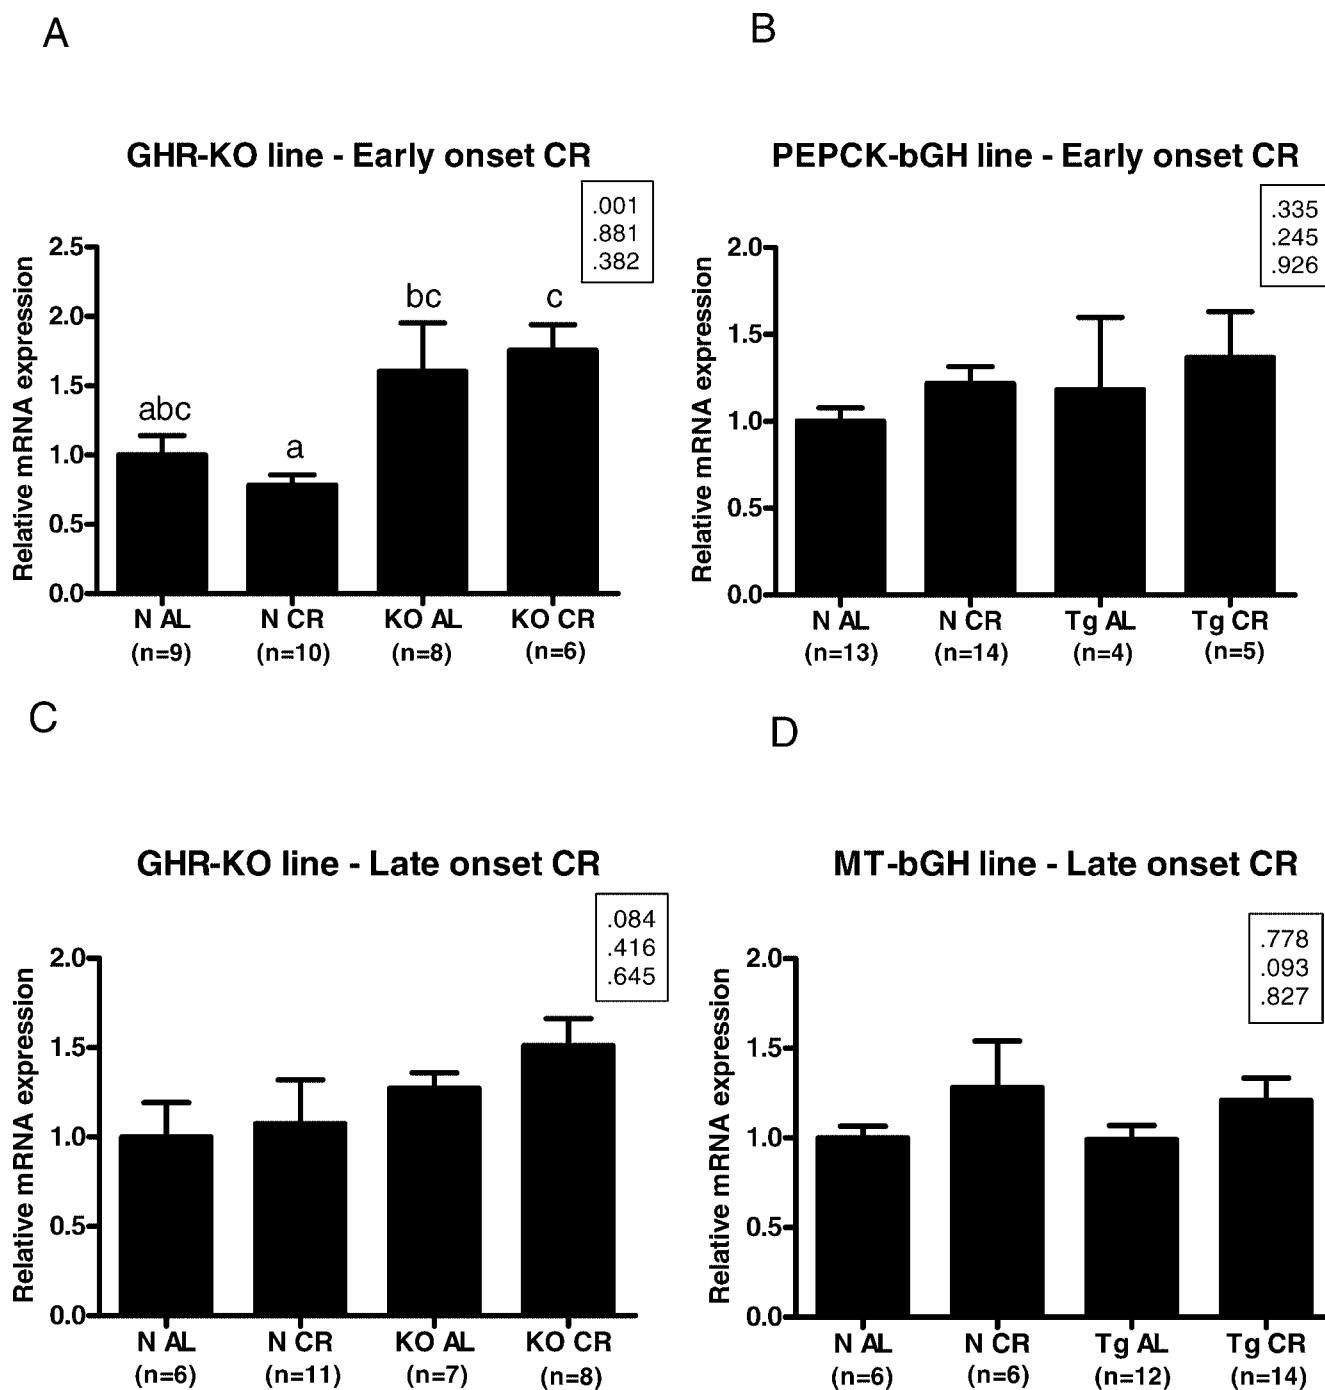 A
GHR-KO line - Early onset CR
.001
.881
.382
Relative mRNA expression
2.5
2.0
1.5
1.0
0.5
0.0
abc
a
bc
c
N AL
N CR
KO AL
KO CR
(n=9)
(n=10)
(n=8)
(n=6)
B
PEPCK-bGH line - Early onset CR
.335
.245
.926
Relative mRNA expression
2.0
1.5
1.0
0.5
0.0
N AL
N CR
Tg AL
Tg CR
(n=13)
(n=14)
(n=4)
(n=5)
C
GHR-KO line - Late onset CR
.084
.416
.645
Relative mRNA expression
2.0
1.5
1.0
0.5
0.0
N AL
N CR
KO AL
KO CR
(n=6)
(n=11)
(n=7)
(n=8)
D
MT-bGH line - Late onset CR
.778
.093
.827
Relative mRNA expression
2.0
1.5
1.0
0.5
0.0
N AL
N CR
Tg AL
Tg CR
(n=6)
(n=6)
(n=12)
(n=14)